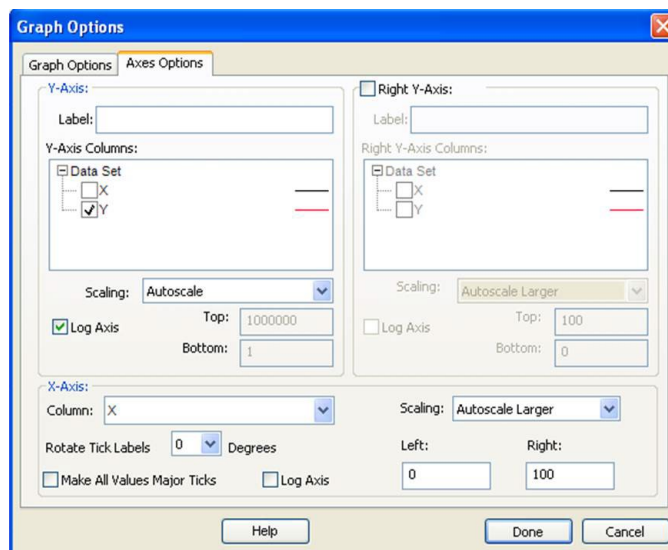 Graph Options
Graph Options Axes Options
Y-Axis:
Label:
Y-Axis Columns:
Data Set
X
Y
Scaling: Autoscale
Log Axis
Top: 1000000
Bottom: 1
Right Y-Axis:
Label:
Right Y-Axis Columns:
Data Set
X
Y
Scaling: Autoscale Larger
Log Axis
Top: 100
Bottom: 0
X-Axis:
Column: X
Scaling: Autoscale Larger
Rotate Tick Labels 0 Degrees
Left: Right:
0 100
Make All Values Major Ticks Log Axis
Help Done Cancel